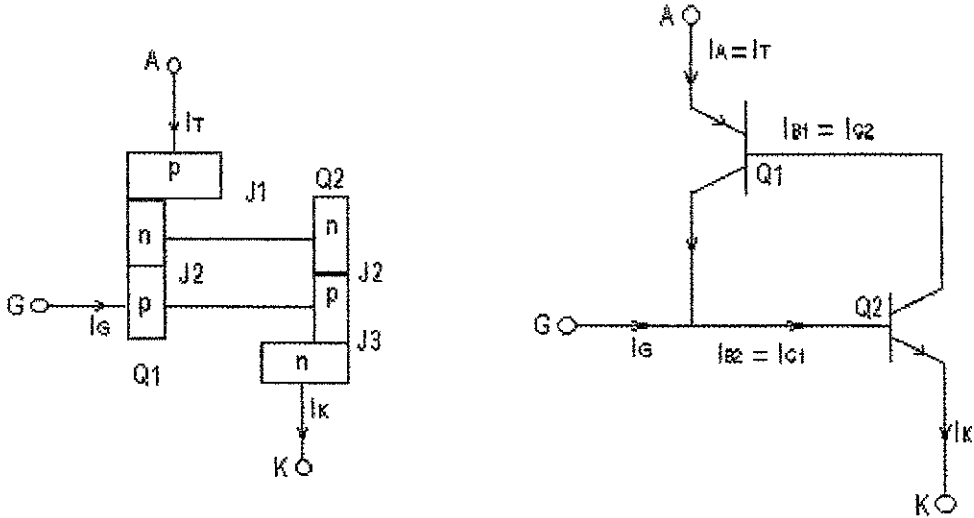 A
IT
p
J1
Q2
n
n
J2
J2
G
p
p
IG
J3
Q1
n
IK
K
A
IA = IT
IB1 = IC2
Q1
Q2
G
IG
IB2 = IC1
IK
K